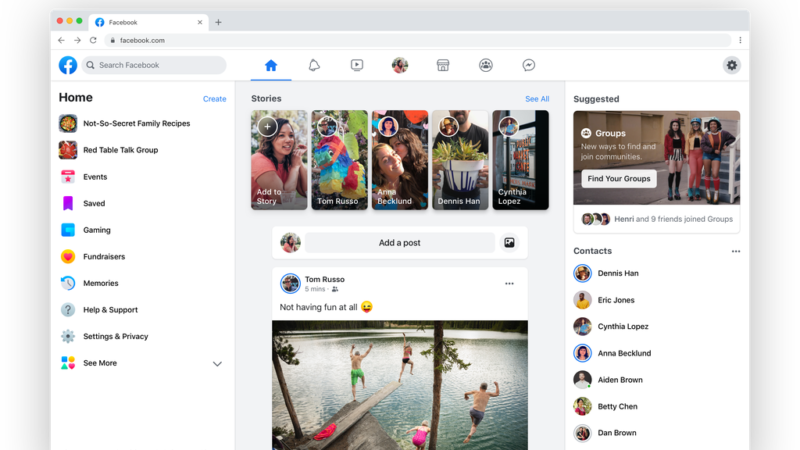 Facebook
facebook.com
Search Facebook
Home
Create
Not-So-Secret Family Recipes
Red Table Talk Group
Events
Saved
Gaming
Fundraisers
Memories
Help & Support
Settings & Privacy
See More
Stories
See All
Add to
Story
Tom Russo
Anna
Becklund
Dennis Han
Cynthia
Lopez
Add a post
Tom Russo
5 mins ·
Not having fun at all 😜
Suggested
Groups
New ways to find and
join communities.
Find Your Groups
Henri and 9 friends joined Groups
Contacts
Dennis Han
Eric Jones
Cynthia Lopez
Anna Becklund
Aiden Brown
Betty Chen
Dan Brown